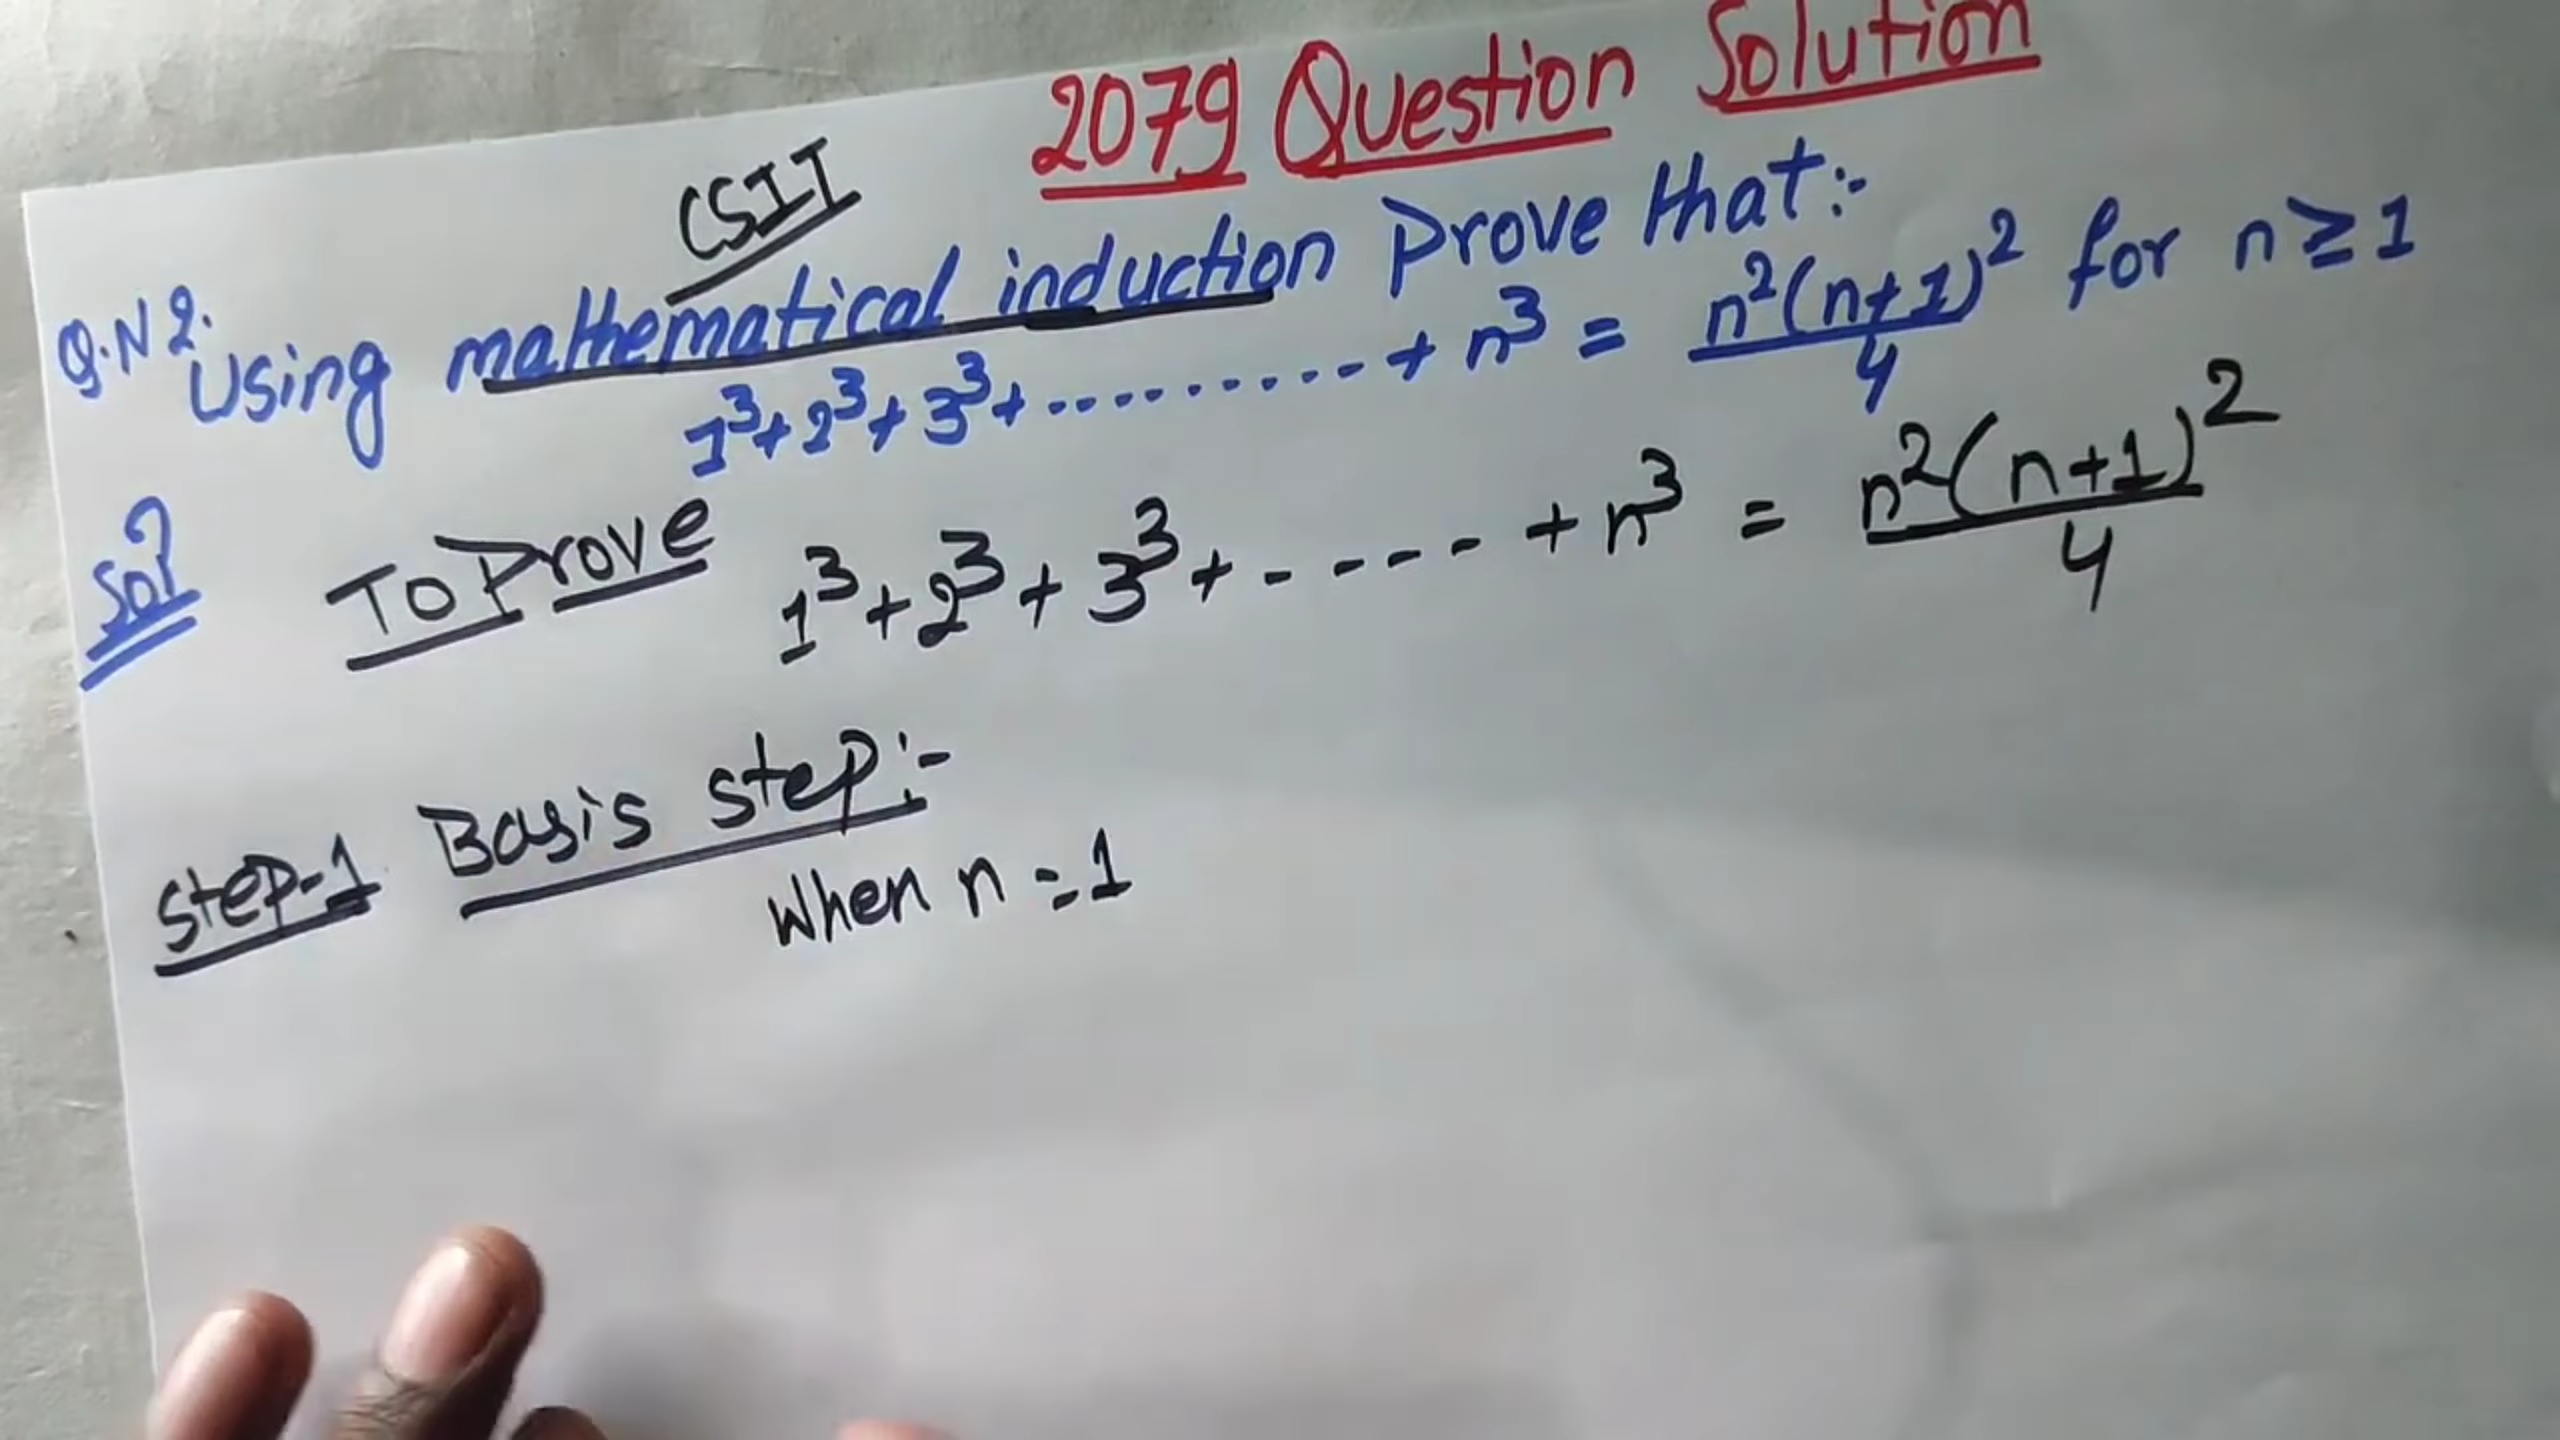 2079 Question Solution
CSIT
Q.N 2. Using mathematical induction Prove that:-
1³+2³+3³+..........+n³ = n²(n+1)²/4 for n≥1
Solⁿ
To Prove 1³+2³+3³+-----+n³ = n²(n+1)²/4
Step-1 Basis step:-
When n=1